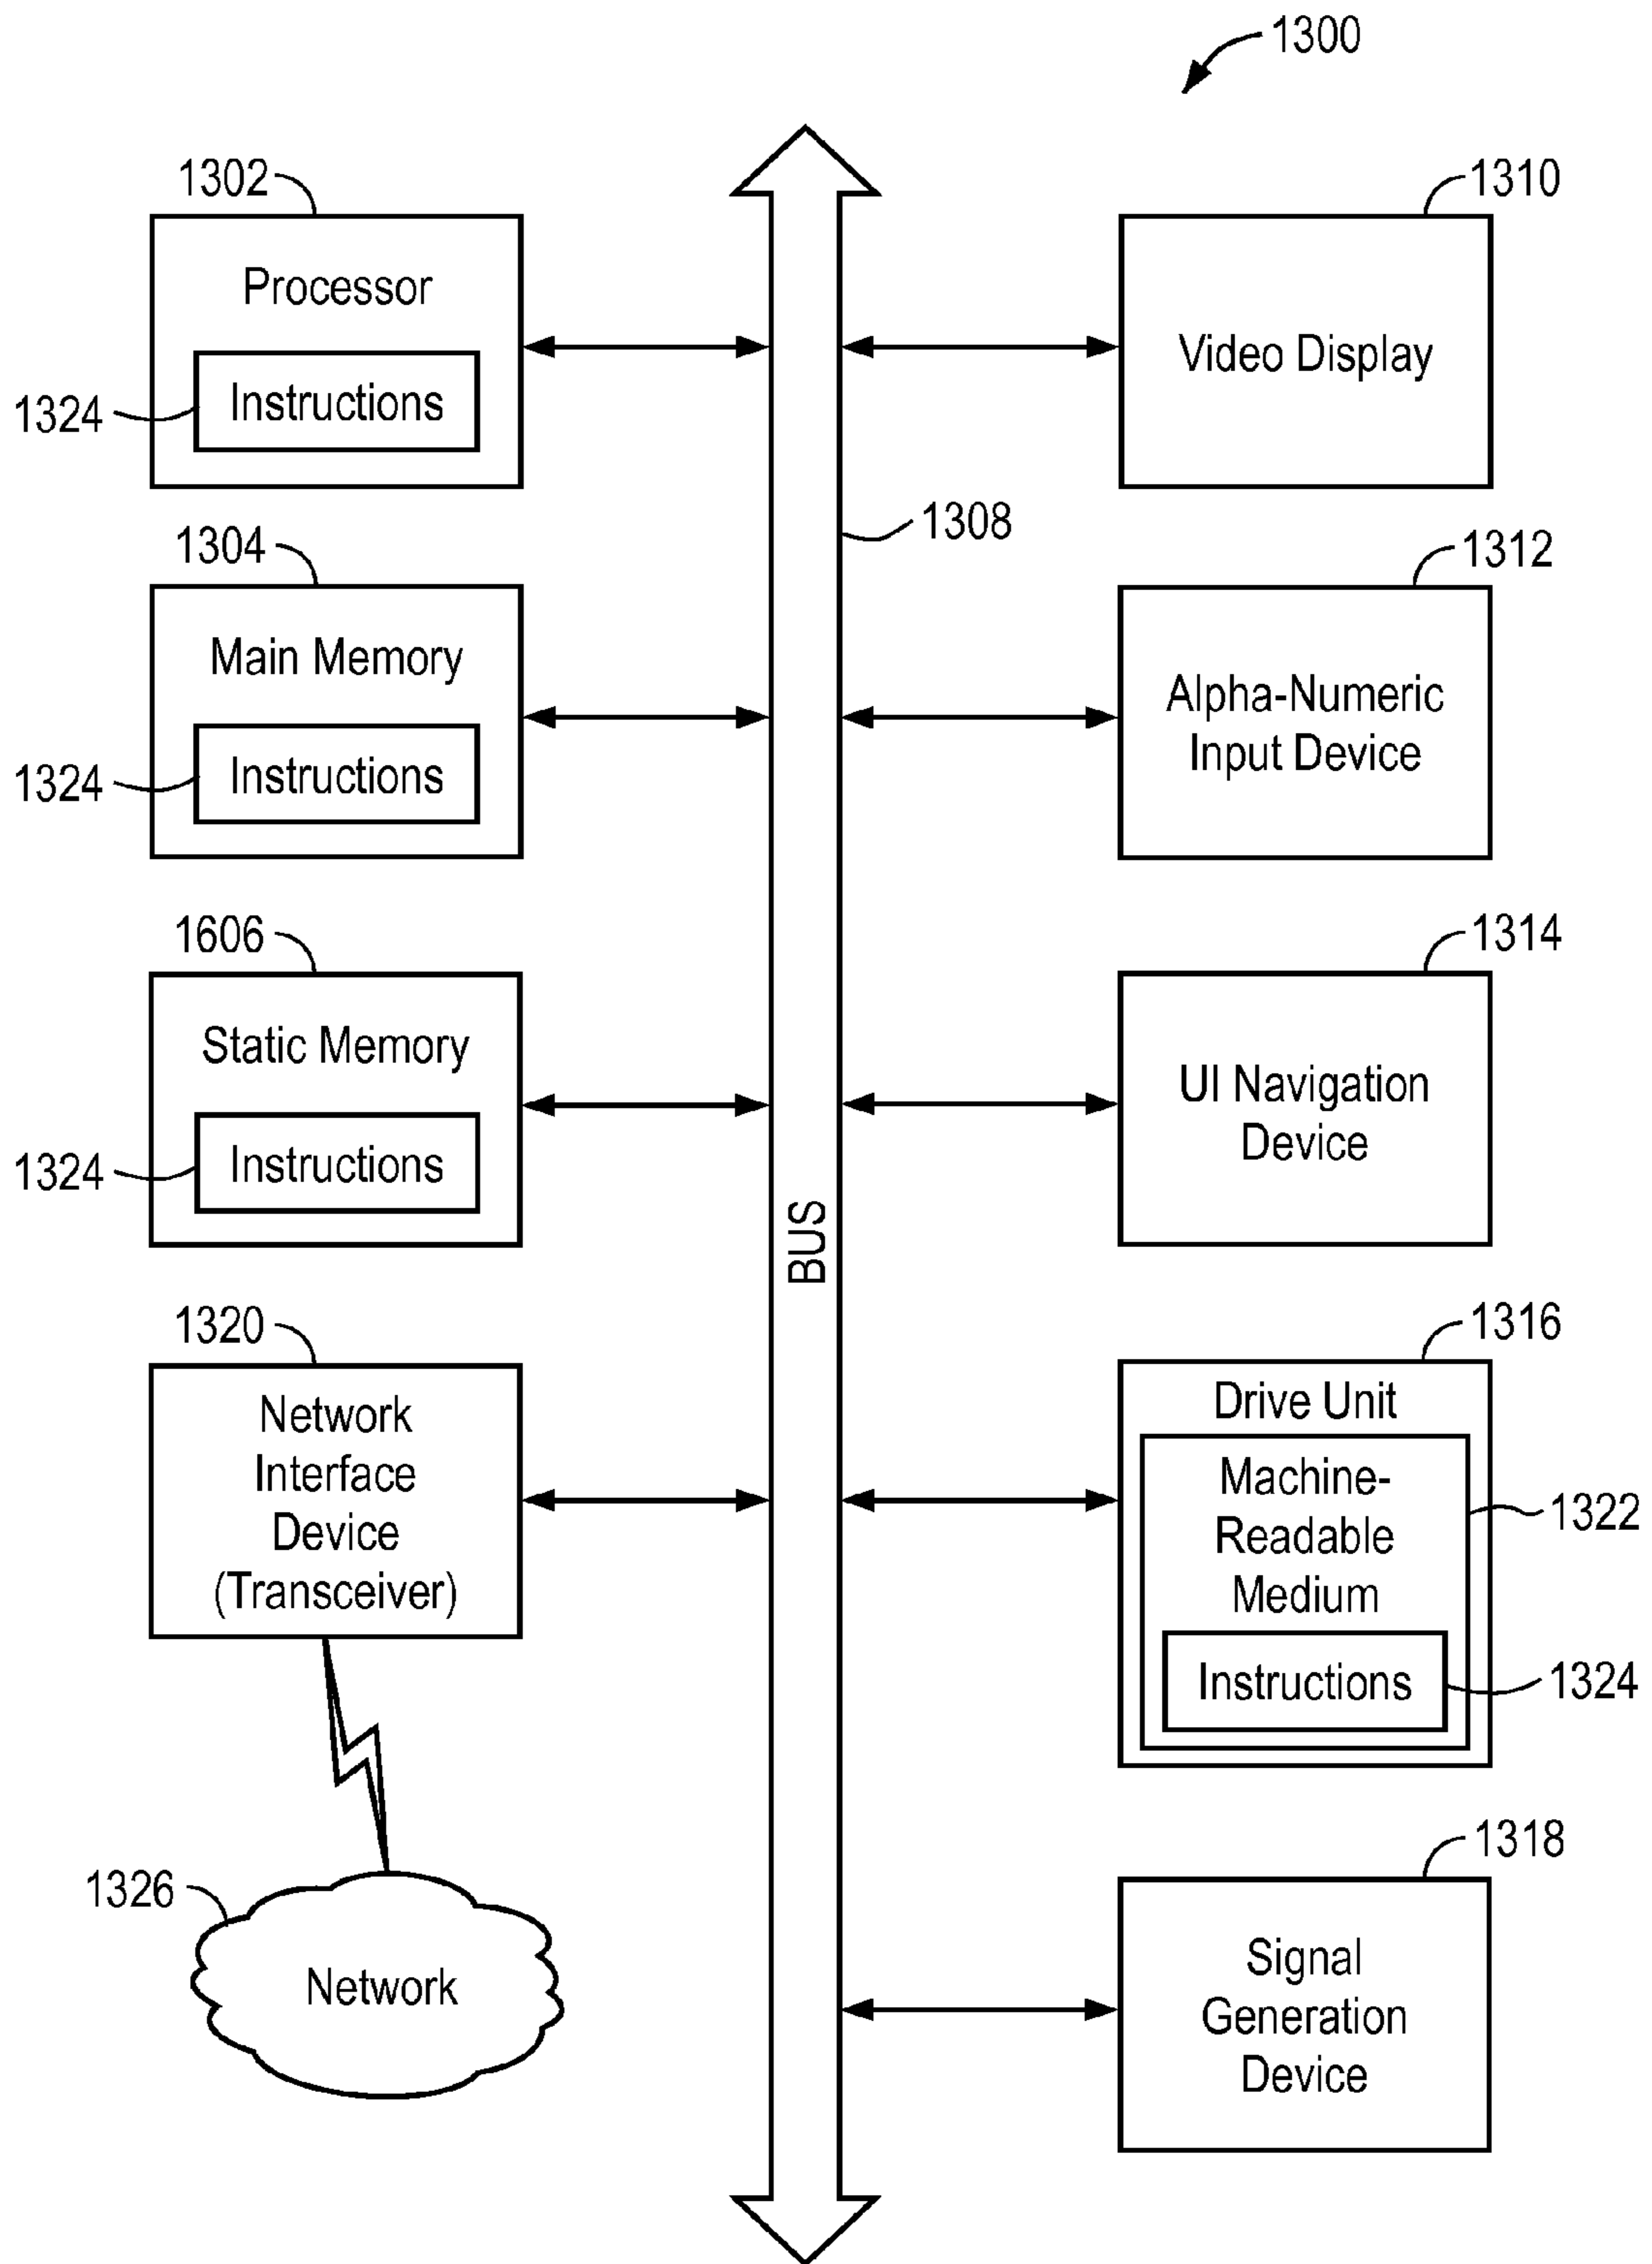 1300
1302
Processor
1324
Instructions
1310
Video Display
1308
1304
Main Memory
1324
Instructions
1312
Alpha-Numeric
Input Device
1606
Static Memory
1324
Instructions
1314
UI Navigation
Device
BUS
1320
Network
Interface
Device
(Transceiver)
1316
Drive Unit
Machine-
Readable
Medium
1322
Instructions
1324
1326
Network
1318
Signal
Generation
Device